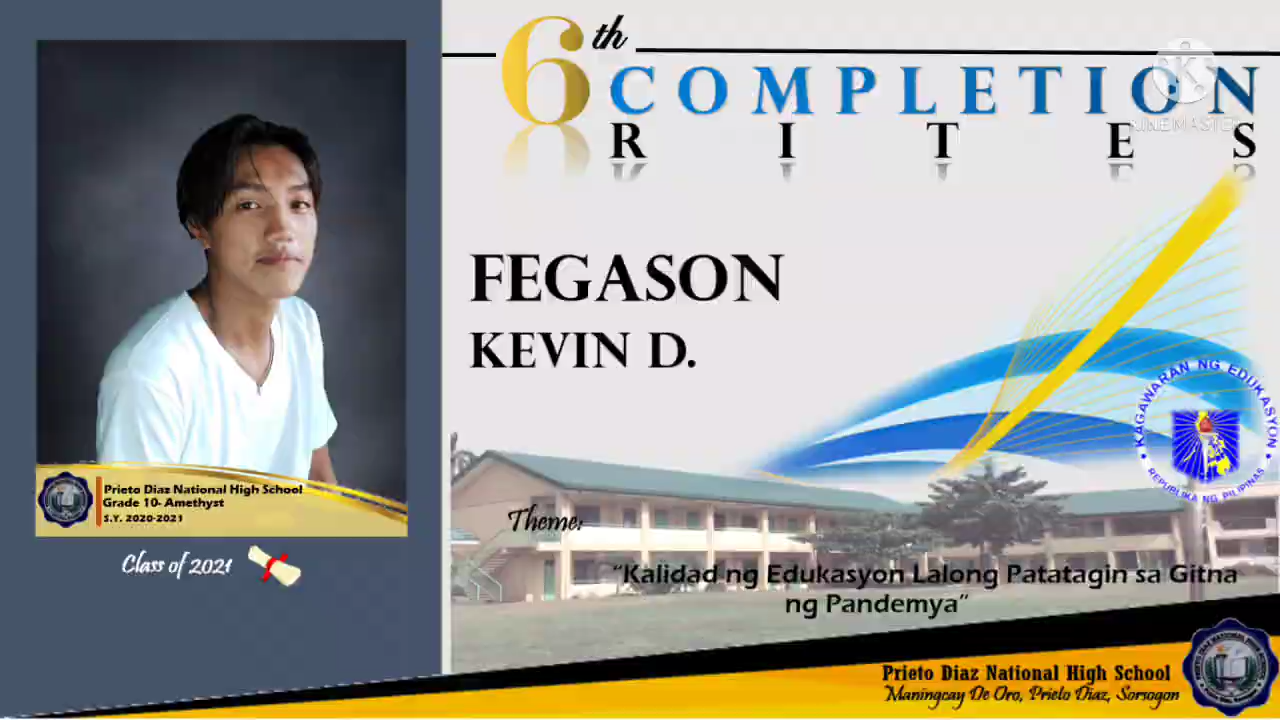 6th
COMPLETION
RITES
KINEMASTER
FEGASON
KEVIN D.
Prieto Diaz National High School
Grade 10- Amethyst
S.Y. 2020-2021
Class of 2021
KAGAWARAN NG EDUKASYON
REPUBLIKA NG PILIPINAS
Theme:
“Kalidad ng Edukasyon Lalong Patatagin sa Gitna
ng Pandemya”
Prieto Diaz National High School
Maningcay De Oro, Prieto Diaz, Sorsogon